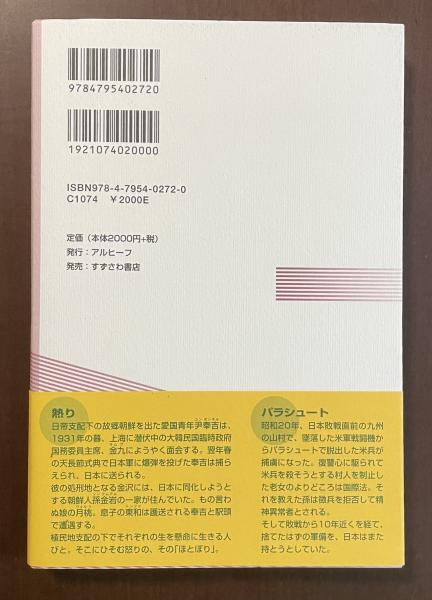 9784795402720
1921074020000
ISBN978-4-7954-0272-0
C1074 ￥2000E
定価（本体2000円+税）
発行：アルヒーフ
発売：すずさわ書店
熱り
日帝支配下の故郷朝鮮を出た愛国青年尹奉吉は、
1931年の暮、上海に潜伏中の大韓民国臨時政府
国務委員主席、金九にようやく面会する。翌年春
の天長節式典で日本軍に爆弾を投げた奉吉は捕ら
えられ、日本に送られる。
彼の処刑地となる金沢には、日本に同化しようと
する朝鮮人孫金岩の一家が住んでいた。もの言わ
ぬ娘の月桃。息子の東和は護送される奉吉と駅頭
で遭遇する。
植民地支配の下でそれぞれの生を懸命に生きる人
びと。そこにひそむ怒りの、その「ほとぼり」。
パラシュート
昭和20年、日本敗戦直前の九州
の山村で、墜落した米軍戦闘機か
らパラシュートで脱出した米兵が
捕虜になった。復讐心に駆られて
米兵を殺そうとする村人を制止し
た老女のよりどころは国際法。そ
れを教えた孫は徴兵を拒否して精
神異常者とされる。
そして敗戦から10年近くを経て、
捨てたはずの軍備を、日本はまた
持とうとしていた。